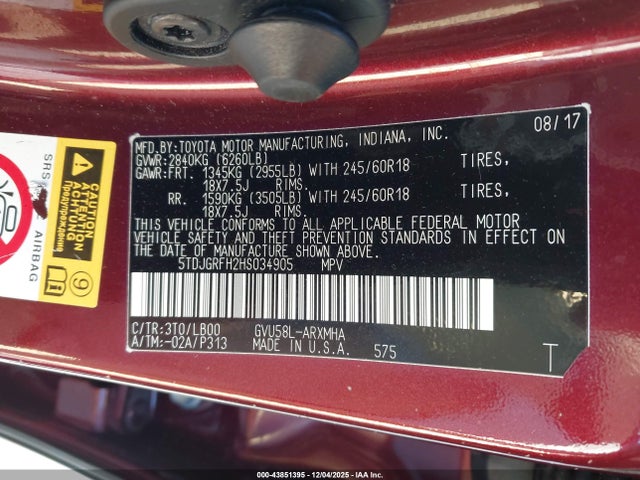 08/17
MFD.BY:TOYOTA MOTOR MANUFACTURING, INDIANA, INC.
GVWR:2840KG (6260LB)
GAWR:FRT. 1345KG (2955LB) WITH 245/60R18 TIRES,
18X7.5J RIMS.
RR. 1590KG (3505LB) WITH 245/60R18 TIRES,
18X7.5J RIMS.
THIS VEHICLE CONFORMS TO ALL APPLICABLE FEDERAL MOTOR
VEHICLE SAFETY AND THEFT PREVENTION STANDARDS IN EFFECT ON
THE DATE OF MANUFACTURE SHOWN ABOVE.
5TDJGRFH2HS034905 MPV
C/TR:3T0/LB00 GVU58L-ARXMHA
A/TM:-02A/P313 MADE IN U.S.A. 575
T
SRS
AIRBAG
CAUTION
ATTENTION
Предупреждение
9
000-43851395 - 12/04/2025 - IAA Inc.